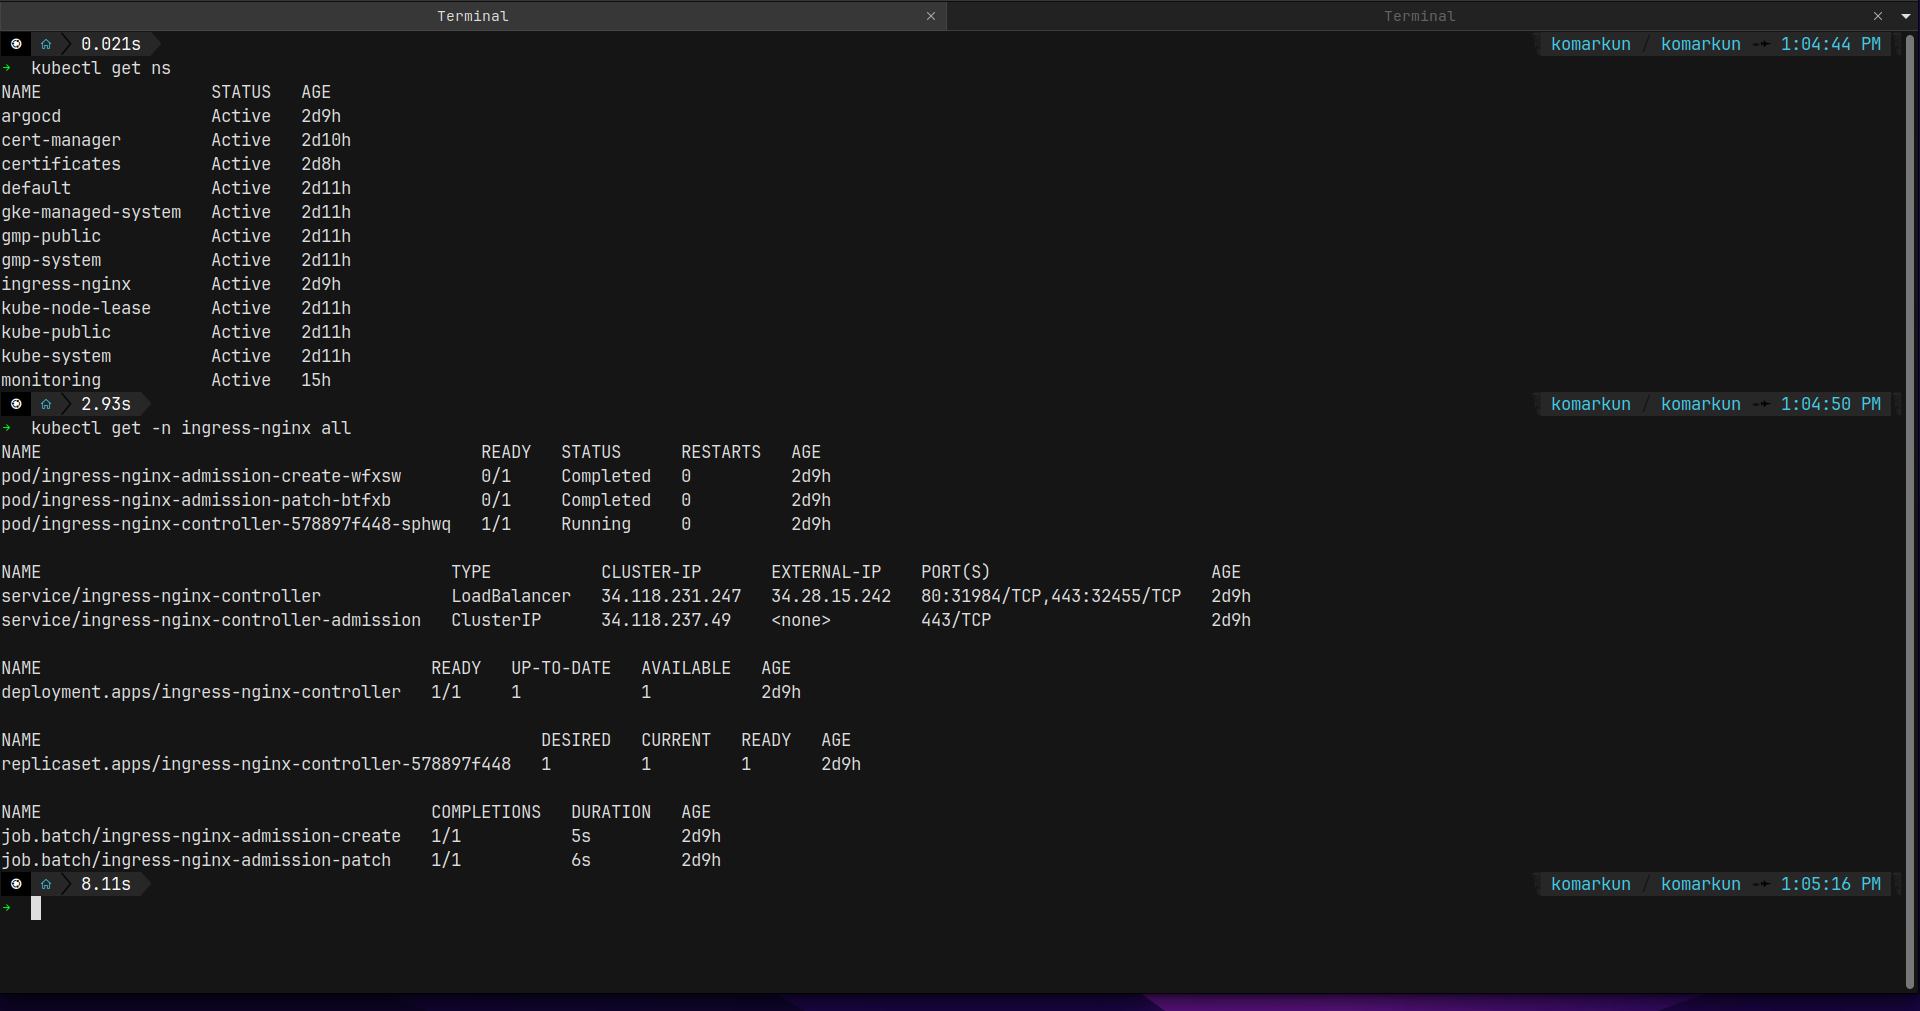 Terminal
Terminal
0.021s komarkun / komarkun 1:04:44 PM
→ kubectl get ns
NAME STATUS AGE
argocd Active 2d9h
cert-manager Active 2d10h
certificates Active 2d8h
default Active 2d11h
gke-managed-system Active 2d11h
gmp-public Active 2d11h
gmp-system Active 2d11h
ingress-nginx Active 2d9h
kube-node-lease Active 2d11h
kube-public Active 2d11h
kube-system Active 2d11h
monitoring Active 15h
2.93s komarkun / komarkun 1:04:50 PM
→ kubectl get -n ingress-nginx all
NAME READY STATUS RESTARTS AGE
pod/ingress-nginx-admission-create-wfxsw 0/1 Completed 0 2d9h
pod/ingress-nginx-admission-patch-btfxb 0/1 Completed 0 2d9h
pod/ingress-nginx-controller-578897f448-sphwq 1/1 Running 0 2d9h
NAME TYPE CLUSTER-IP EXTERNAL-IP PORT(S) AGE
service/ingress-nginx-controller LoadBalancer 34.118.231.247 34.28.15.242 80:31984/TCP,443:32455/TCP 2d9h
service/ingress-nginx-controller-admission ClusterIP 34.118.237.49 <none> 443/TCP 2d9h
NAME READY UP-TO-DATE AVAILABLE AGE
deployment.apps/ingress-nginx-controller 1/1 1 1 2d9h
NAME DESIRED CURRENT READY AGE
replicaset.apps/ingress-nginx-controller-578897f448 1 1 1 2d9h
NAME COMPLETIONS DURATION AGE
job.batch/ingress-nginx-admission-create 1/1 5s 2d9h
job.batch/ingress-nginx-admission-patch 1/1 6s 2d9h
8.11s komarkun / komarkun 1:05:16 PM
→